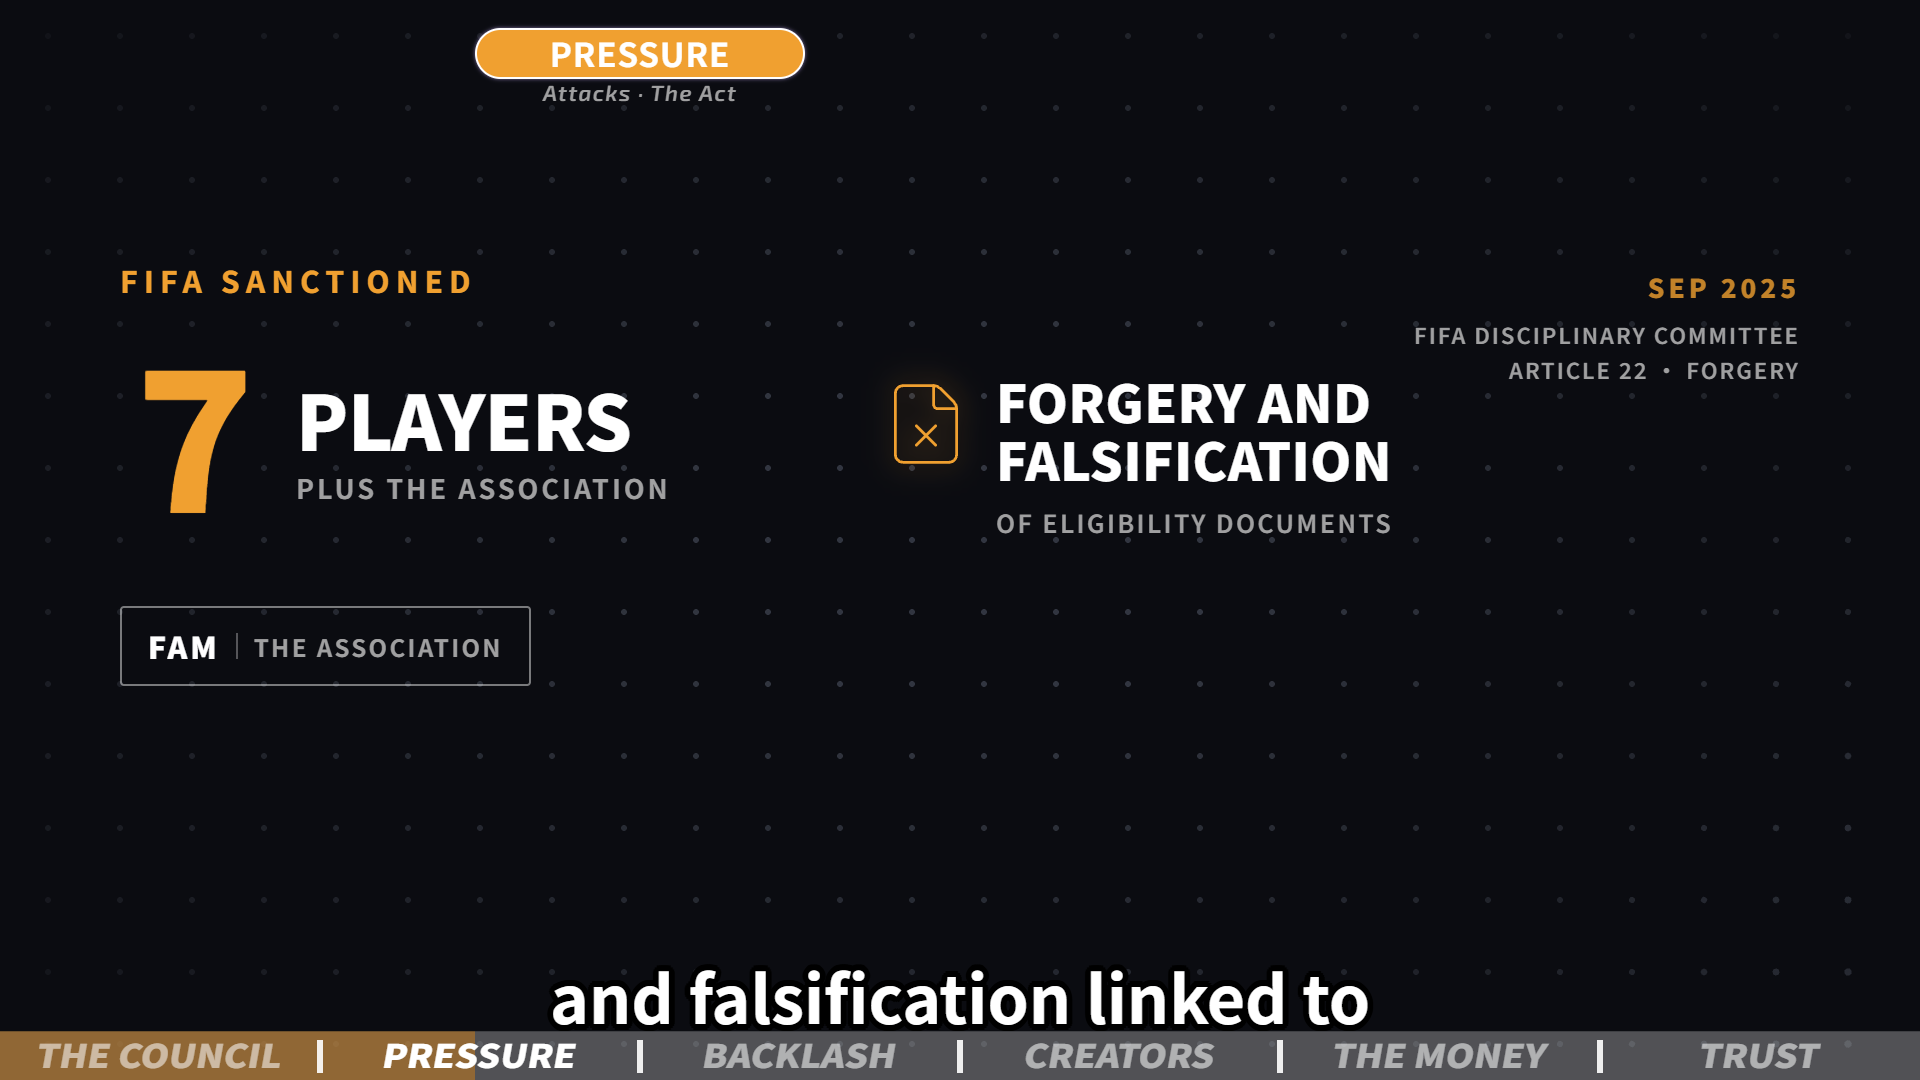 PRESSURE
Attacks · The Act
FIFA SANCTIONED
7
PLAYERS
PLUS THE ASSOCIATION
FORGERY AND
FALSIFICATION
OF ELIGIBILITY DOCUMENTS
SEP 2025
FIFA DISCIPLINARY COMMITTEE
ARTICLE 22 • FORGERY
FAM | THE ASSOCIATION
and falsification linked to
THE COUNCIL | PRESSURE | BACKLASH | CREATORS | THE MONEY | TRUST